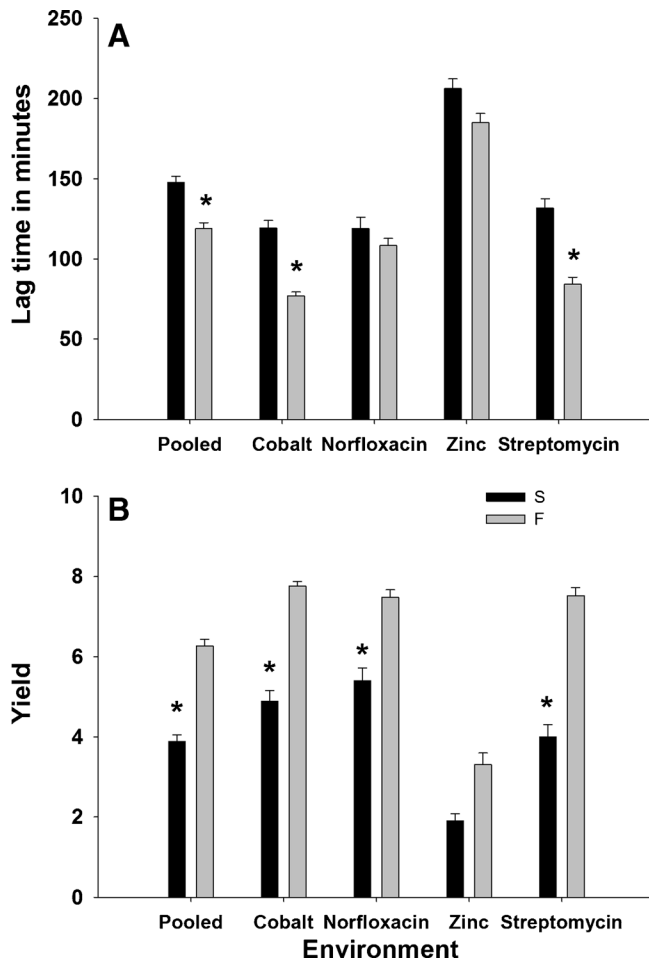 A
Lag time in minutes
250
200
150
100
50
0
*
*
*
Pooled Cobalt Norfloxacin Zinc Streptomycin
B
S
F
Yield
10
8
6
4
2
0
*
*
*
*
Pooled Cobalt Norfloxacin Zinc Streptomycin
Environment